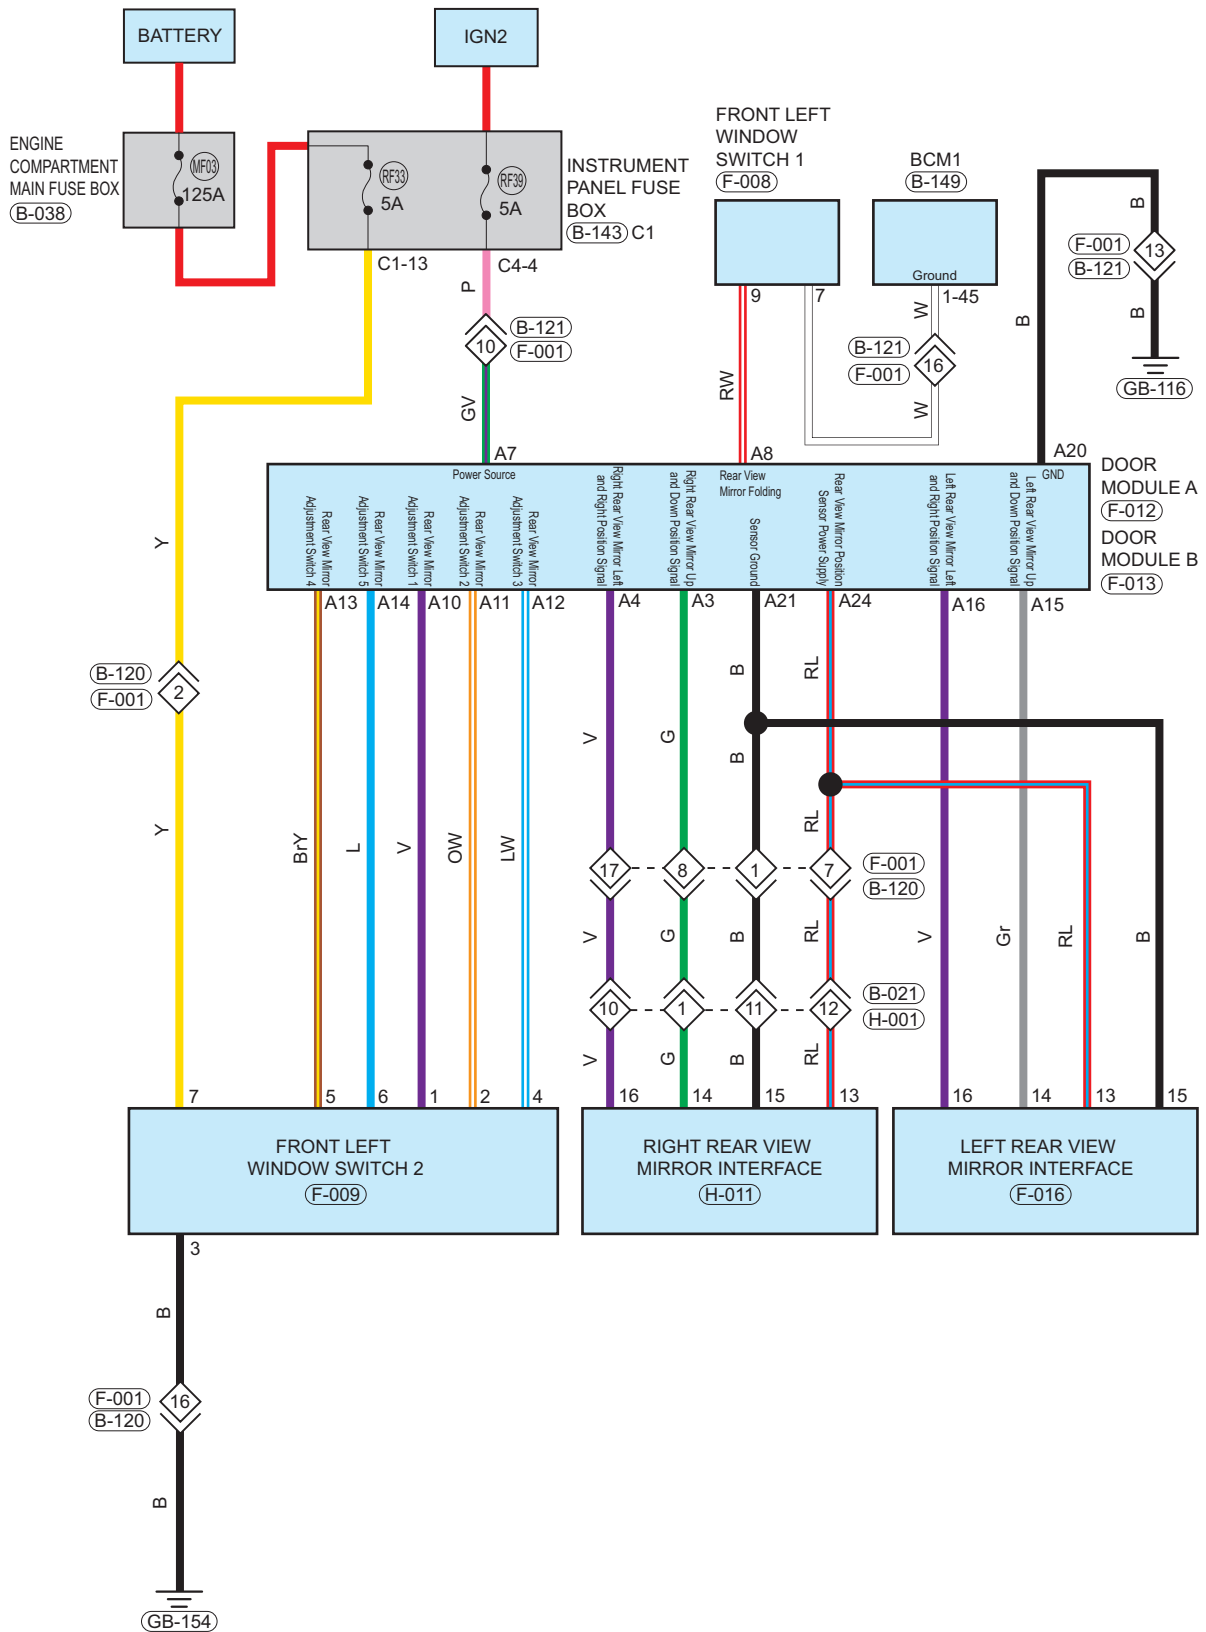 BATTERY
IGN2
ENGINE
COMPARTMENT
MAIN FUSE BOX
B-038
MF03
125A
RF33
5A
RF39
5A
INSTRUMENT
PANEL FUSE
BOX
B-143 C1
C1-13
C4-4
P
B-121
10
F-001
GV
FRONT LEFT
WINDOW
SWITCH 1
F-008
9
7
RW
BCM1
B-149
Ground
1-45
W
B-121
16
F-001
W
B
B
F-001
13
B-121
B
GB-116
A7
A8
A20
Power Source
Rear View
Mirror Folding
GND
DOOR
MODULE A
F-012
DOOR
MODULE B
F-013
Rear View Mirror
Adjustment Switch 4
Rear View Mirror
Adjustment Switch 5
Rear View Mirror
Adjustment Switch 1
Rear View Mirror
Adjustment Switch 2
Rear View Mirror
Adjustment Switch 3
Right Rear View Mirror Left
and Right Position Signal
Right Rear View Mirror Up
and Down Position Signal
Sensor Ground
Rear View Mirror Position
Sensor Power Supply
Left Rear View Mirror Left
and Right Position Signal
Left Rear View Mirror Up
and Down Position Signal
A13
A14
A10
A11
A12
A4
A3
A21
A24
A16
A15
Y
B-120
2
F-001
Y
BrY
L
V
OW
LW
B
RL
V
G
B
RL
17
8
1
7
F-001
B-120
V
G
B
RL
V
Gr
RL
B
10
1
11
12
B-021
H-001
V
G
B
RL
7
5
6
1
2
4
16
14
15
13
16
14
13
15
FRONT LEFT
WINDOW SWITCH 2
F-009
RIGHT REAR VIEW
MIRROR INTERFACE
H-011
LEFT REAR VIEW
MIRROR INTERFACE
F-016
3
B
F-001
16
B-120
B
GB-154